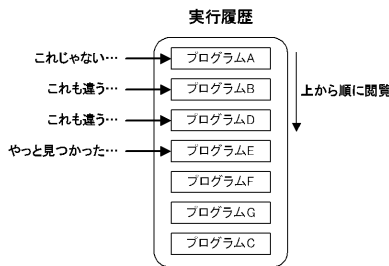 実行履歴
これじゃない… プログラムA
これも違う… プログラムB
上から順に閲覧
これも違う… プログラムD
やっと見つかった… プログラムE
プログラムF
プログラムG
プログラムC